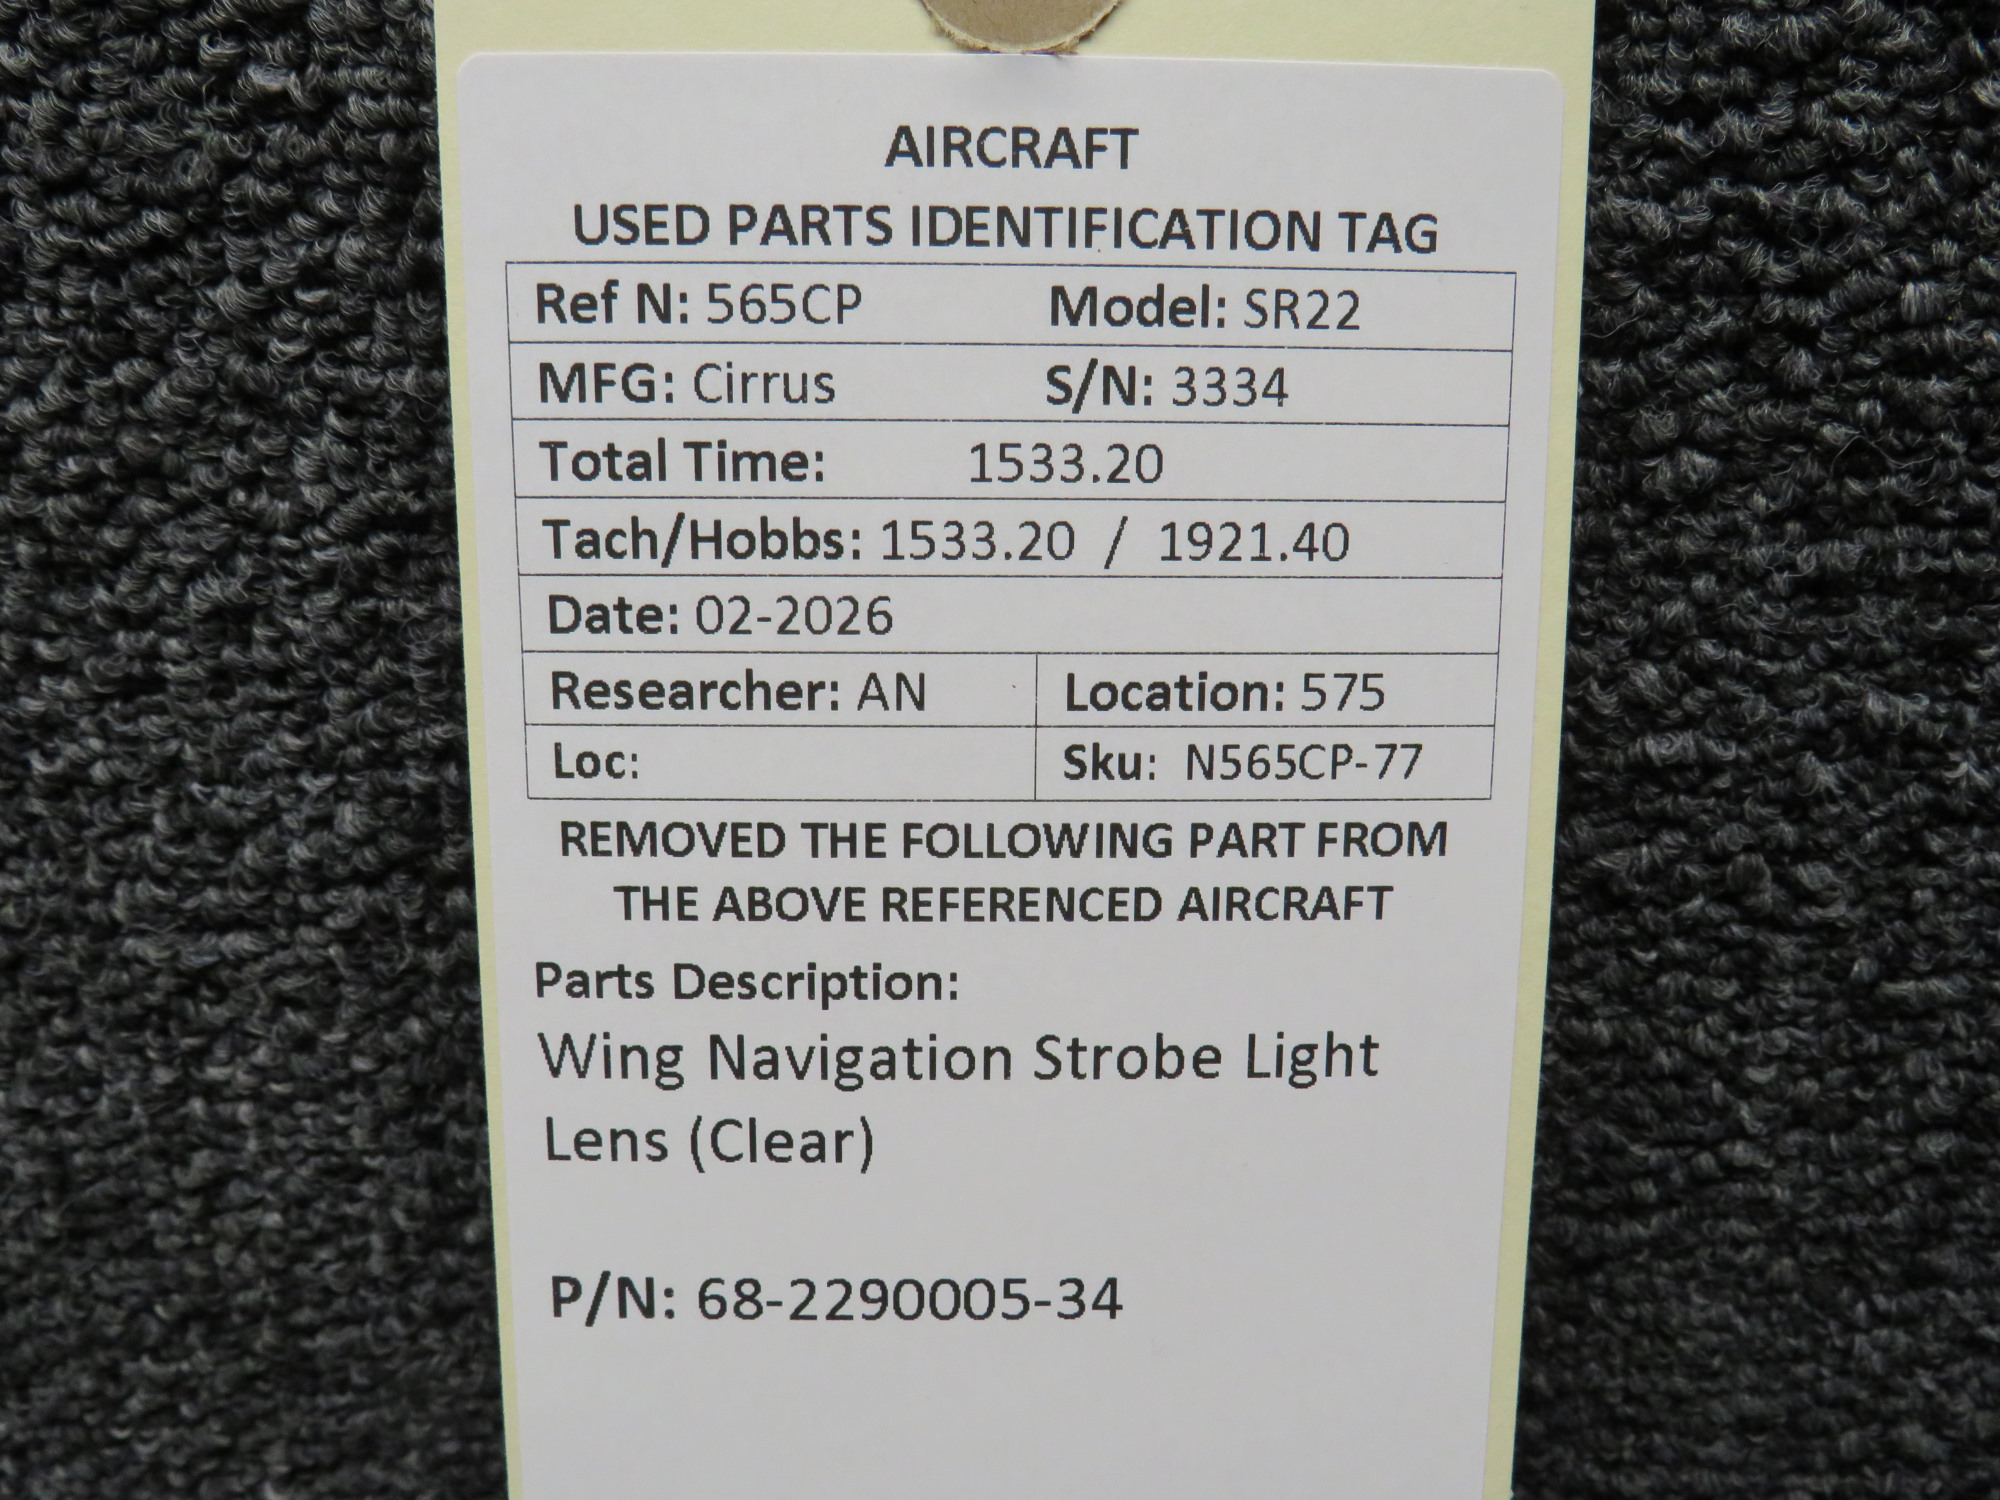 AIRCRAFT
USED PARTS IDENTIFICATION TAG
Ref N: 565CP Model: SR22
MFG: Cirrus S/N: 3334
Total Time: 1533.20
Tach/Hobbs: 1533.20 / 1921.40
Date: 02-2026
Researcher: AN Location: 575
Loc: Sku: N565CP-77
REMOVED THE FOLLOWING PART FROM
THE ABOVE REFERENCED AIRCRAFT
Parts Description:
Wing Navigation Strobe Light
Lens (Clear)
P/N: 68-2290005-34